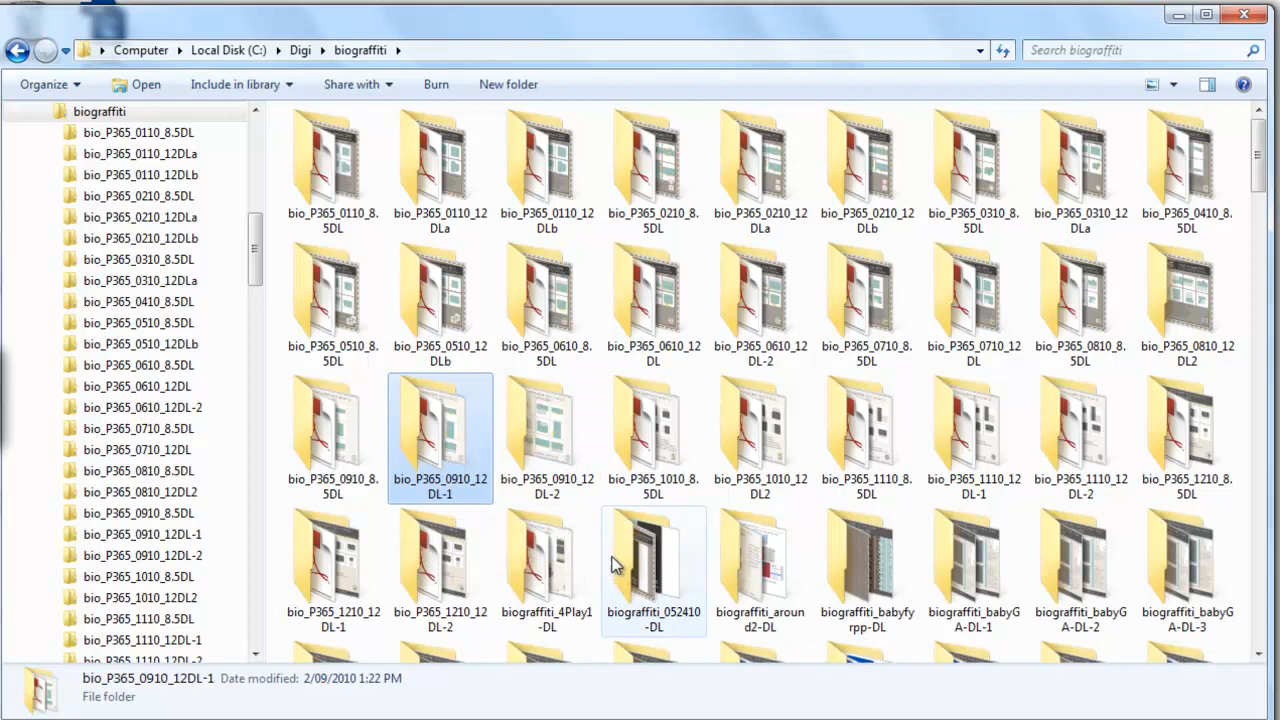 Computer Local Disk (C:) Digi biograffiti
Search biograffiti
Organize Open Include in library Share with Burn New folder
biograffiti
bio_P365_0110_8.5DL
bio_P365_0110_12DLa
bio_P365_0110_12DLb
bio_P365_0210_8.5DL
bio_P365_0210_12DLa
bio_P365_0210_12DLb
bio_P365_0310_8.5DL
bio_P365_0310_12DLa
bio_P365_0410_8.5DL
bio_P365_0510_8.5DL
bio_P365_0510_12DLb
bio_P365_0610_8.5DL
bio_P365_0610_12DL
bio_P365_0610_12DL-2
bio_P365_0710_8.5DL
bio_P365_0710_12DL
bio_P365_0810_8.5DL
bio_P365_0810_12DL2
bio_P365_0910_8.5DL
bio_P365_0910_12DL-1
bio_P365_0910_12DL-2
bio_P365_1010_8.5DL
bio_P365_1010_12DL2
bio_P365_1110_8.5DL
bio_P365_1110_12DL-1
bio_P365_1110_12DL-2
bio_P365_0110_8. bio_P365_0110_12 bio_P365_0110_12 bio_P365_0210_8. bio_P365_0210_12 bio_P365_0210_12 bio_P365_0310_8. bio_P365_0310_12 bio_P365_0410_8.
5DL DLa DLb 5DL DLa DLb 5DL DLa 5DL
bio_P365_0510_8. bio_P365_0510_12 bio_P365_0610_8. bio_P365_0610_12 bio_P365_0610_12 bio_P365_0710_8. bio_P365_0710_12 bio_P365_0810_8. bio_P365_0810_12
5DL DLb 5DL DL DL-2 5DL DL 5DL DL2
bio_P365_0910_8. bio_P365_0910_12 bio_P365_0910_12 bio_P365_1010_8. bio_P365_1010_12 bio_P365_1110_8. bio_P365_1110_12 bio_P365_1110_12 bio_P365_1210_8.
5DL DL-1 DL-2 5DL DL2 5DL DL-1 DL-2 5DL
bio_P365_1210_12 bio_P365_1210_12 biograffiti_4Play1 biograffiti_052410 biograffiti_aroun biograffiti_babyfy biograffiti_babyG biograffiti_babyG biograffiti_babyG
DL-1 DL-2 -DL -DL d2-DL rpp-DL A-DL-1 A-DL-2 A-DL-3
bio_P365_0910_12DL-1 Date modified: 2/09/2010 1:22 PM
File folder